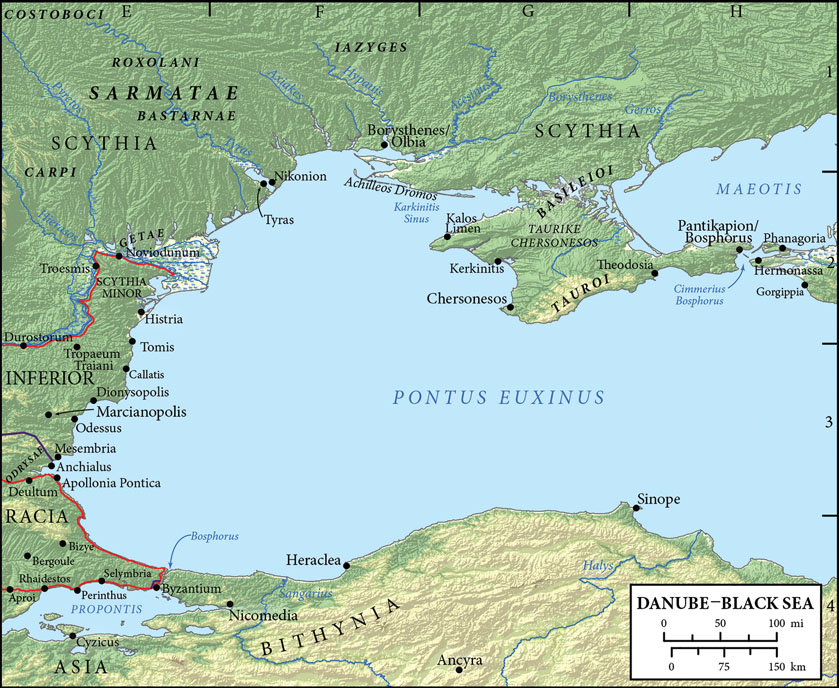 COSTOBOCI
E
F
G
H
IAZYGES
ROXOLANI
1
SARMATAE
BASTARNAE
Pyretos
Axiakes
Hypanis
Borysthenes
Gerros
SCYTHIA
Borysthenes/
Olbia
SCYTHIA
Tyras
CARPI
Nikonion
Achilleos Dromos
BASILEIOI
MAEOTIS
Tyras
Karkinitis
Sinus
Kalos
Limen
TAURIKE
CHERSONESOS
Pantikapion/
Bosphorus
Phanagoria
Hierasos
GETAE
Noviodunum
Troesmis
SCYTHIA
MINOR
Kerkinitis
Theodosia
2
Hermonassa
TAUROI
Cimmerius
Bosphorus
Gorgippia
Chersonesos
Histria
Durostorum
Tropaeum
Traiani
Tomis
INFERIOR
Callatis
Dionysopolis
PONTUS EUXINUS
Marcianopolis
Odessus
3
Mesembria
ODRYSAE
Anchialus
Deultum
Apollonia Pontica
Sinope
RACIA
Bosphorus
Bizye
Bergoule
Heraclea
Halys
Rhaidestos
Selymbria
Aproi
Perinthus
Byzantium
Sangarius
PROPONTIS
Nicomedia
BITHYNIA
4
Cyzicus
ASIA
Ancyra
DANUBE–BLACK SEA
0 50 100 mi
0 75 150 km